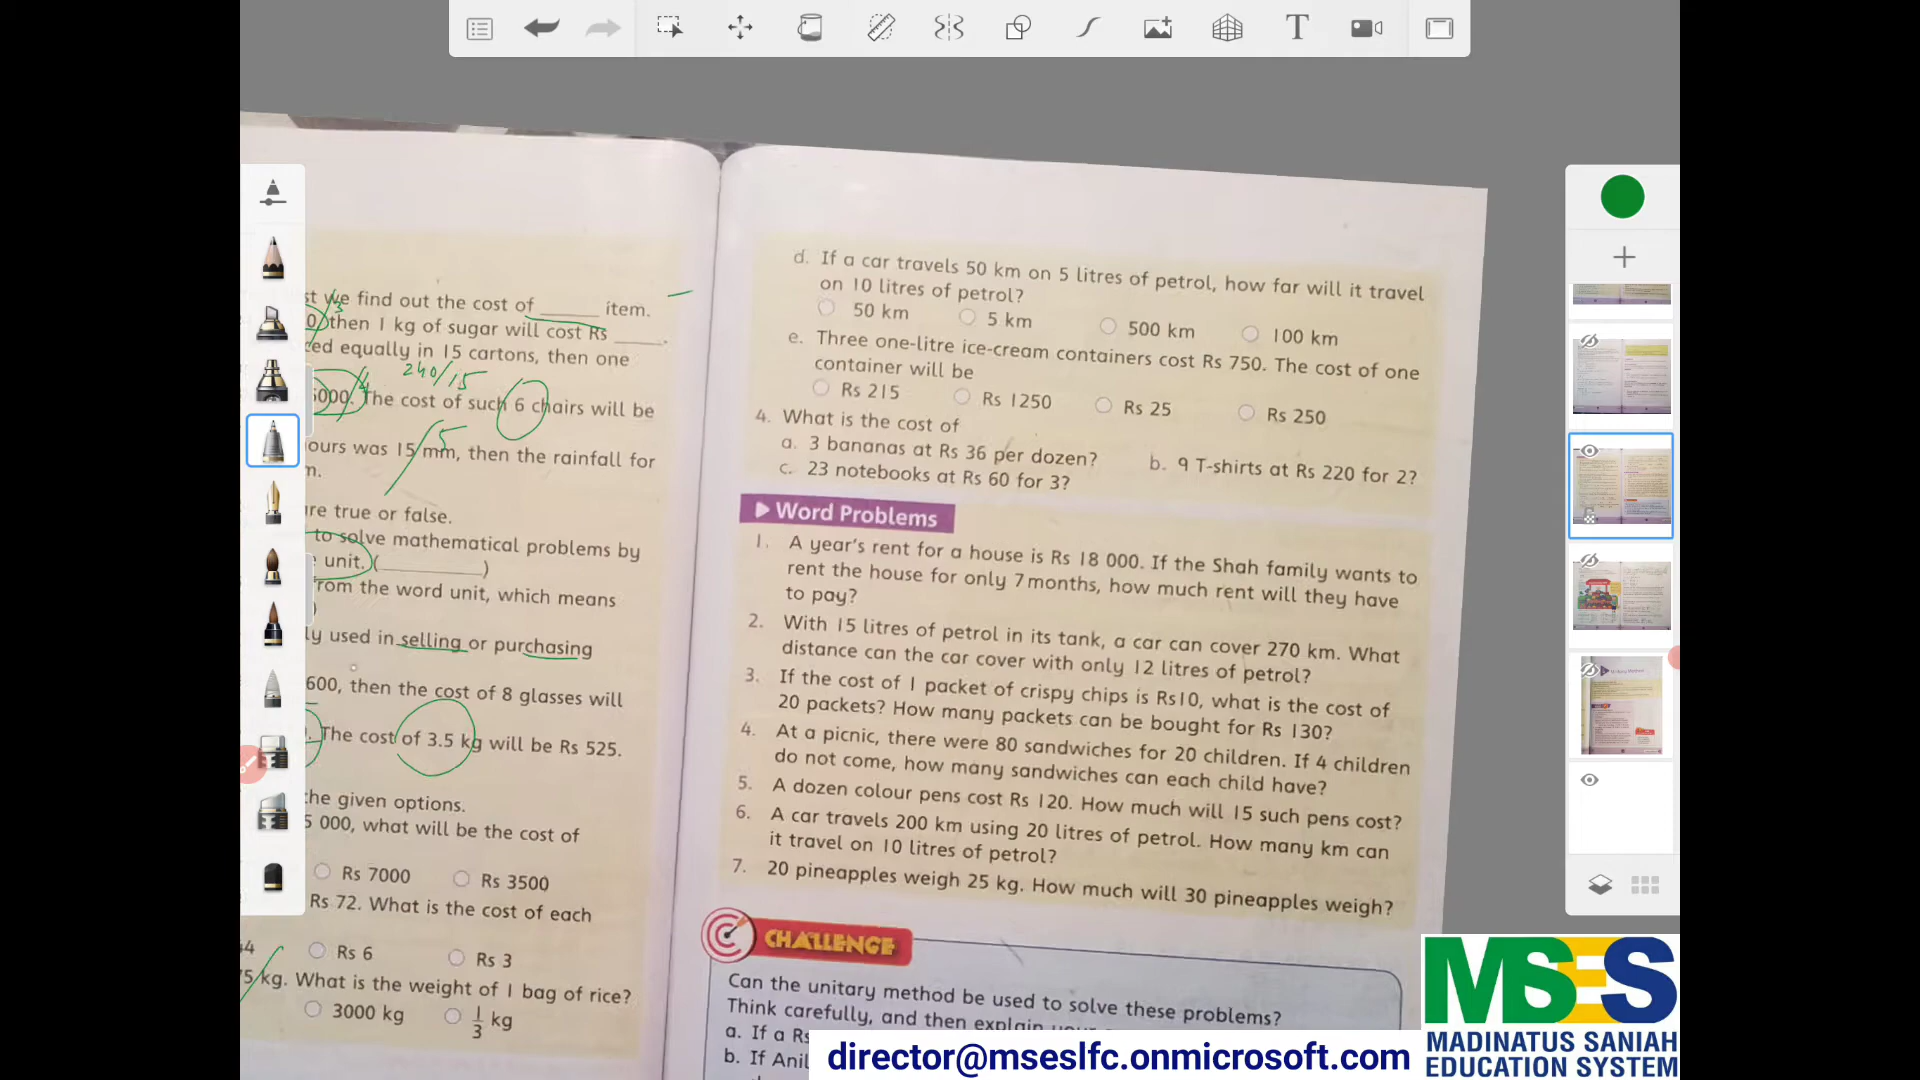 st we find out the cost of ______ item.
0, then 1 kg of sugar will cost Rs _____.
ced equally in 15 cartons, then one
240/15
5000. The cost of such 6 chairs will be
ours was 15 mm, then the rainfall for
m.
are true or false.
to solve mathematical problems by
unit. (__________)
from the word unit, which means
)
ly used in selling or purchasing
600, then the cost of 8 glasses will
. The cost of 3.5 kg will be Rs 525.
he given options.
5 000, what will be the cost of
Rs 7000 Rs 3500
Rs 72. What is the cost of each
Rs 6 Rs 3
kg. What is the weight of 1 bag of rice?
3000 kg 1/3 kg
d. If a car travels 50 km on 5 litres of petrol, how far will it travel
on 10 litres of petrol?
50 km 5 km 500 km 100 km
e. Three one-litre ice-cream containers cost Rs 750. The cost of one
container will be
Rs 215 Rs 1250 Rs 25 Rs 250
4. What is the cost of
a. 3 bananas at Rs 36 per dozen? b. 9 T-shirts at Rs 220 for 2?
c. 23 notebooks at Rs 60 for 3?
Word Problems
1. A year's rent for a house is Rs 18 000. If the Shah family wants to
rent the house for only 7 months, how much rent will they have
to pay?
2. With 15 litres of petrol in its tank, a car can cover 270 km. What
distance can the car cover with only 12 litres of petrol?
3. If the cost of 1 packet of crispy chips is Rs10, what is the cost of
20 packets? How many packets can be bought for Rs 130?
4. At a picnic, there were 80 sandwiches for 20 children. If 4 children
do not come, how many sandwiches can each child have?
5. A dozen colour pens cost Rs 120. How much will 15 such pens cost?
6. A car travels 200 km using 20 litres of petrol. How many km can
it travel on 10 litres of petrol?
7. 20 pineapples weigh 25 kg. How much will 30 pineapples weigh?
CHALLENGE
Can the unitary method be used to solve these problems?
Think carefully, and then explain
a. If a Rs
b. If Anil
director@mseslfc.onmicrosoft.com
MSES
MADINATUS SANIAH
EDUCATION SYSTEM